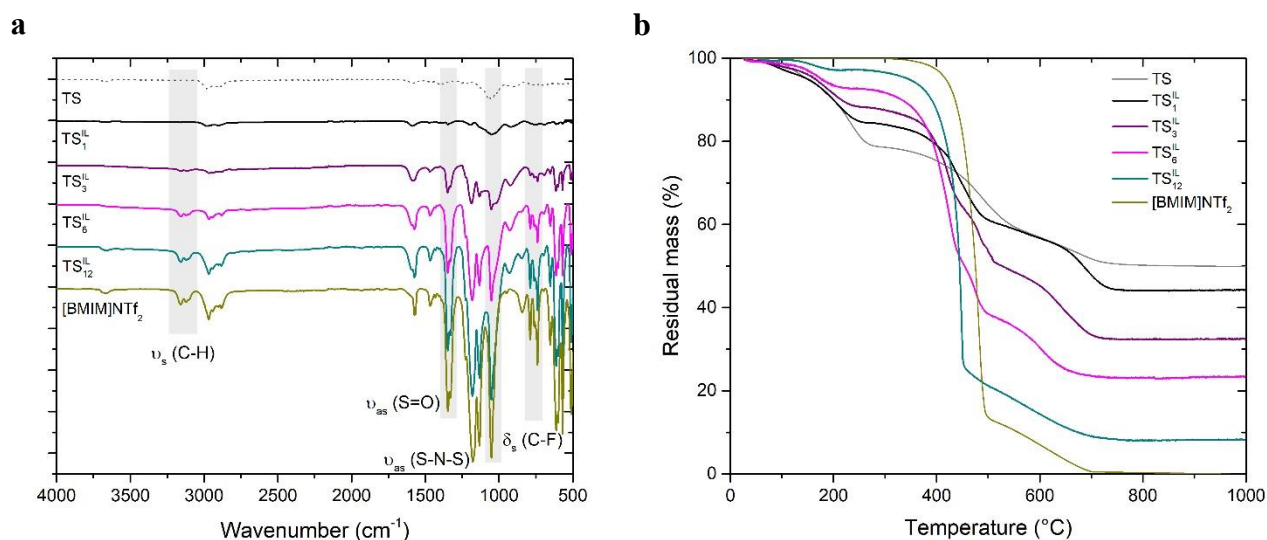 a
TS
TS₁ᴵᴸ
TS₃ᴵᴸ
TS₆ᴵᴸ
TS₁₂ᴵᴸ
[BMIM]NTf₂
υₛ (C-H)
υₐₛ (S=O)
υₐₛ (S-N-S)
δₛ (C-F)
4000 3500 3000 2500 2000 1500 1000 500
Wavenumber (cm⁻¹)
b
Residual mass (%)
100
80
60
40
20
0
TS
TS₁ᴵᴸ
TS₃ᴵᴸ
TS₆ᴵᴸ
TS₁₂ᴵᴸ
[BMIM]NTf₂
0 200 400 600 800 1000
Temperature (°C)